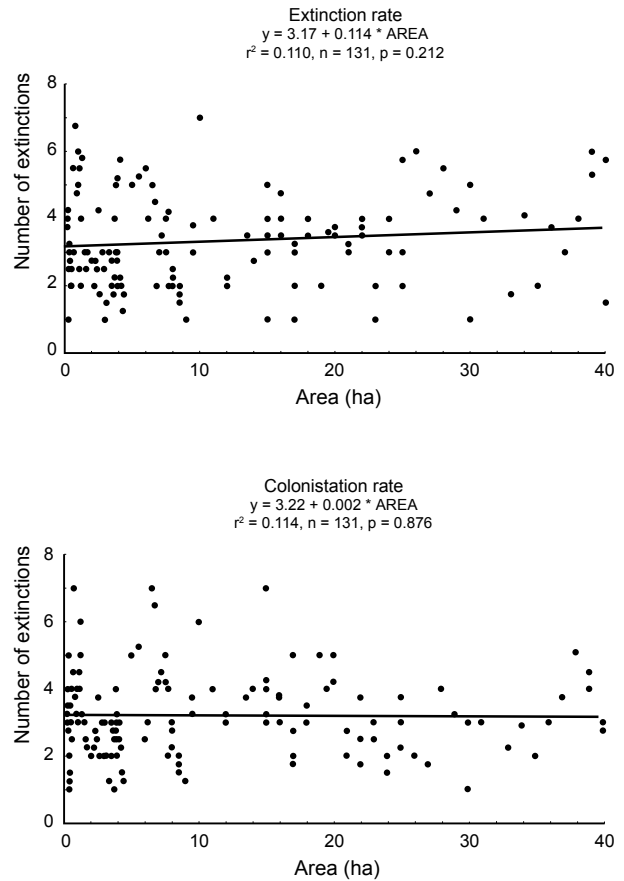 Extinction rate
y = 3.17 + 0.114 * AREA
r² = 0.110, n = 131, p = 0.212
Number of extinctions
8
6
4
2
0
0 10 20 30 40
Area (ha)
Colonistation rate
y = 3.22 + 0.002 * AREA
r² = 0.114, n = 131, p = 0.876
Number of extinctions
8
6
4
2
0
0 10 20 30 40
Area (ha)